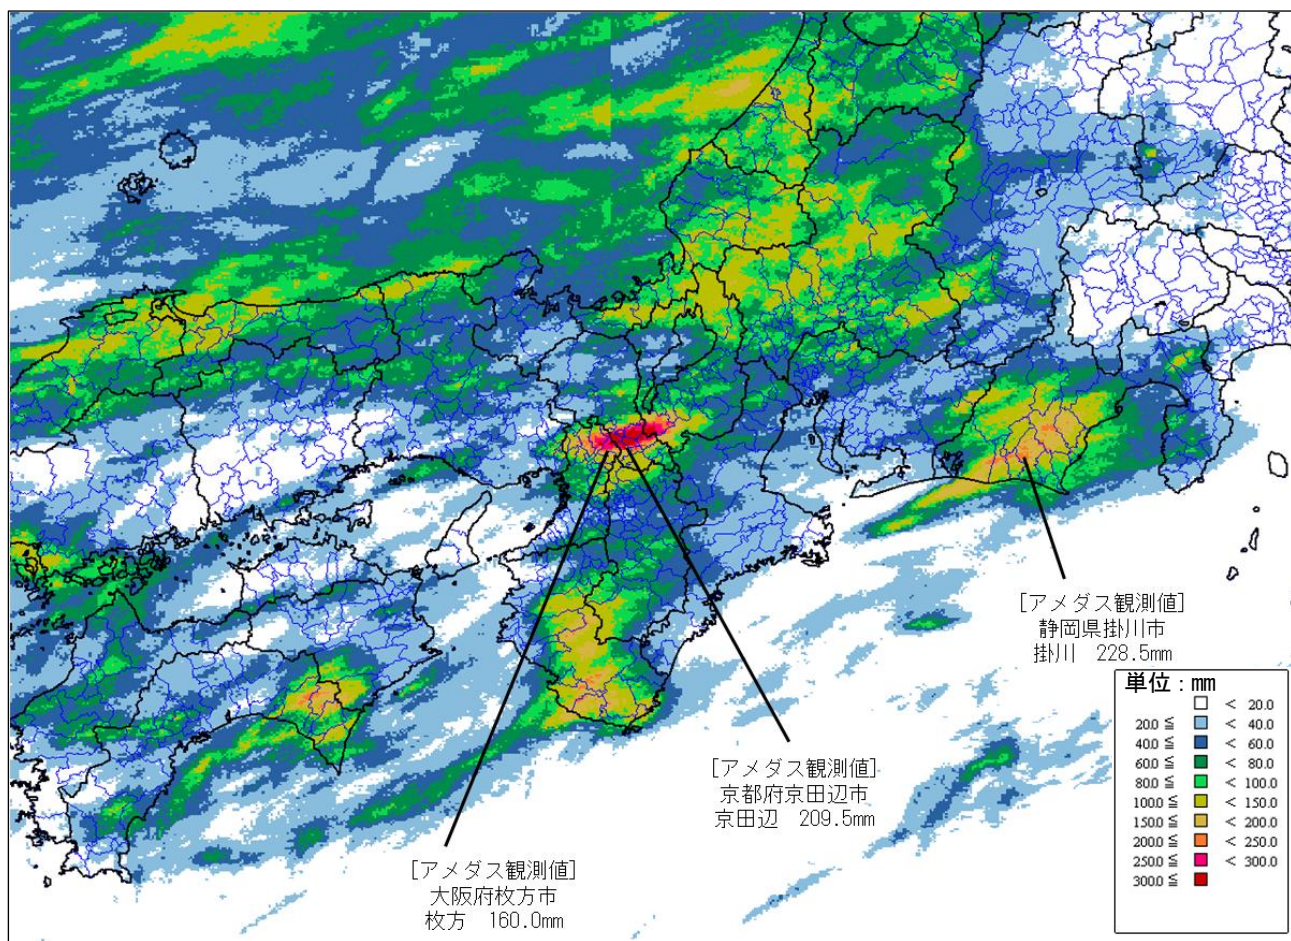 [アメダス観測値]
静岡県掛川市
掛川 228.5mm
[アメダス観測値]
京都府京田辺市
京田辺 209.5mm
[アメダス観測値]
大阪府枚方市
枚方 160.0mm
単位:mm
< 20.0
200 ≦ < 40.0
400 ≦ < 60.0
600 ≦ < 80.0
800 ≦ < 100.0
1000 ≦ < 150.0
1500 ≦ < 200.0
2000 ≦ < 250.0
2500 ≦ < 300.0
3000 ≦